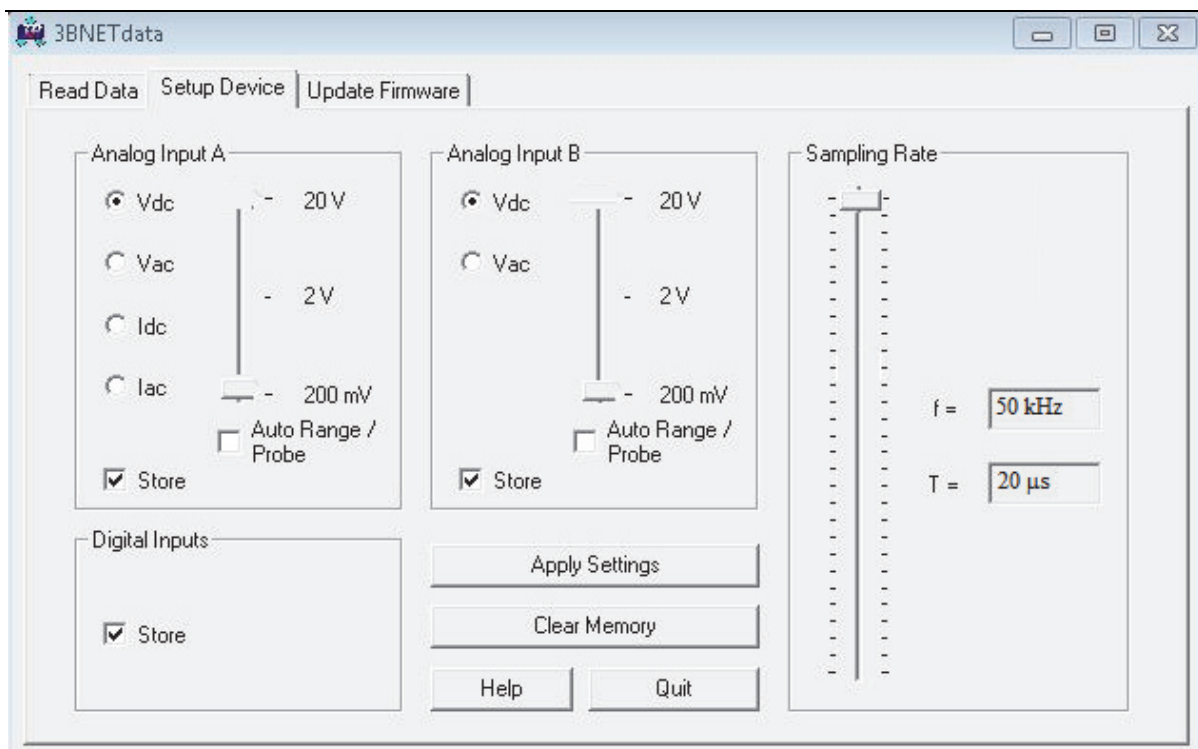 3BNETdata
Read Data Setup Device Update Firmware
Analog Input A
Vdc
Vac
Idc
Iac
20 V
2 V
200 mV
Auto Range /
Probe
Store
Analog Input B
Vdc
Vac
20 V
2 V
200 mV
Auto Range /
Probe
Store
Sampling Rate
f = 50 kHz
T = 20 μs
Digital Inputs
Store
Apply Settings
Clear Memory
Help Quit